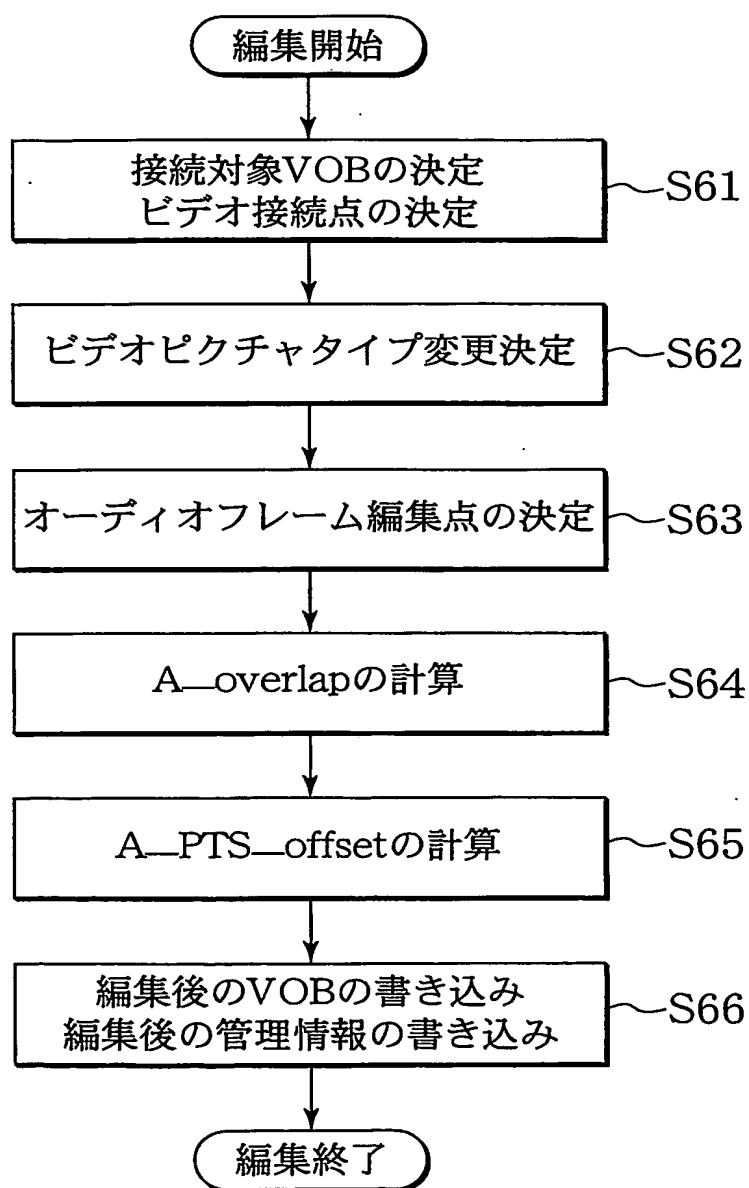 編集開始
接続対象VOBの決定
ビデオ接続点の決定
S61
ビデオピクチャタイプ変更決定
S62
オーディオフレーム編集点の決定
S63
A_overlapの計算
S64
A_PTS_offsetの計算
S65
編集後のVOBの書き込み
編集後の管理情報の書き込み
S66
編集終了